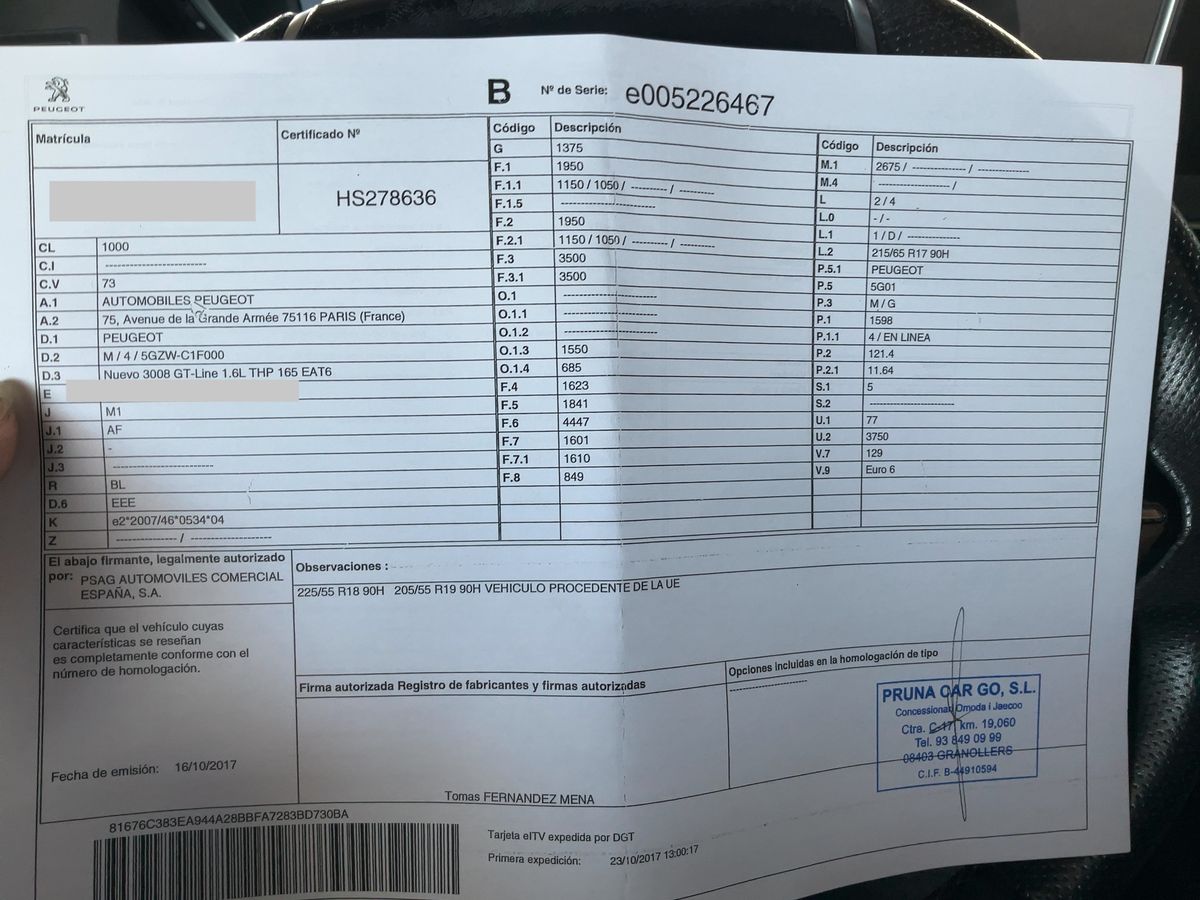 PEUGEOT
B Nº de Serie: e005226467
Matrícula
Certificado Nº
HS278636
CL 1000
C.I -------------------------
C.V 73
A.1 AUTOMOBILES PEUGEOT
A.2 75, Avenue de la Grande Armée 75116 PARIS (France)
D.1 PEUGEOT
D.2 M / 4 / 5GZW-C1F000
D.3 Nuevo 3008 GT-Line 1.6L THP 165 EAT6
E
J M1
J.1 AF
J.2 -
J.3 -------------------------
R BL
D.6 EEE
K e2*2007/46*0534*04
Z --------------- / --------------------
Código Descripción
G 1375
F.1 1950
F.1.1 1150 / 1050 / --------- / ---------
F.1.5 ------------------------
F.2 1950
F.2.1 1150 / 1050 / --------- / ---------
F.3 3500
F.3.1 3500
O.1 ------------------------
O.1.1 ------------------------
O.1.2 ------------------------
O.1.3 1550
O.1.4 685
F.4 1623
F.5 1841
F.6 4447
F.7 1601
F.7.1 1610
F.8 849
Código Descripción
M.1 2675 / --------------- / --------------
M.4 -------------------- /
L 2 / 4
L.0 - / -
L.1 1 / D / --------------
L.2 215/65 R17 90H
P.5.1 PEUGEOT
P.5 5G01
P.3 M / G
P.1 1598
P.1.1 4 / EN LINEA
P.2 121.4
P.2.1 11.64
S.1 5
S.2 -----------------------
U.1 77
U.2 3750
V.7 129
V.9 Euro 6
El abajo firmante, legalmente autorizado
por: PSAG AUTOMOVILES COMERCIAL
ESPAÑA, S.A.
Certifica que el vehículo cuyas
características se reseñan
es completamente conforme con el
número de homologación.
Fecha de emisión: 16/10/2017
Observaciones :
225/55 R18 90H 205/55 R19 90H VEHICULO PROCEDENTE DE LA UE
Firma autorizada Registro de fabricantes y firmas autorizadas
Tomas FERNANDEZ MENA
Opciones incluidas en la homologación de tipo
--------------------
PRUNA CAR GO, S.L.
Concessionari Omoda i Jaecoo
Ctra. C-17 km. 19,060
Tel. 93 849 09 99
08403 GRANOLLERS
C.I.F. B-44910594
81676C383EA944A28BBFA7283BD730BA
Tarjeta eITV expedida por DGT
Primera expedición: 23/10/2017 13:00:17